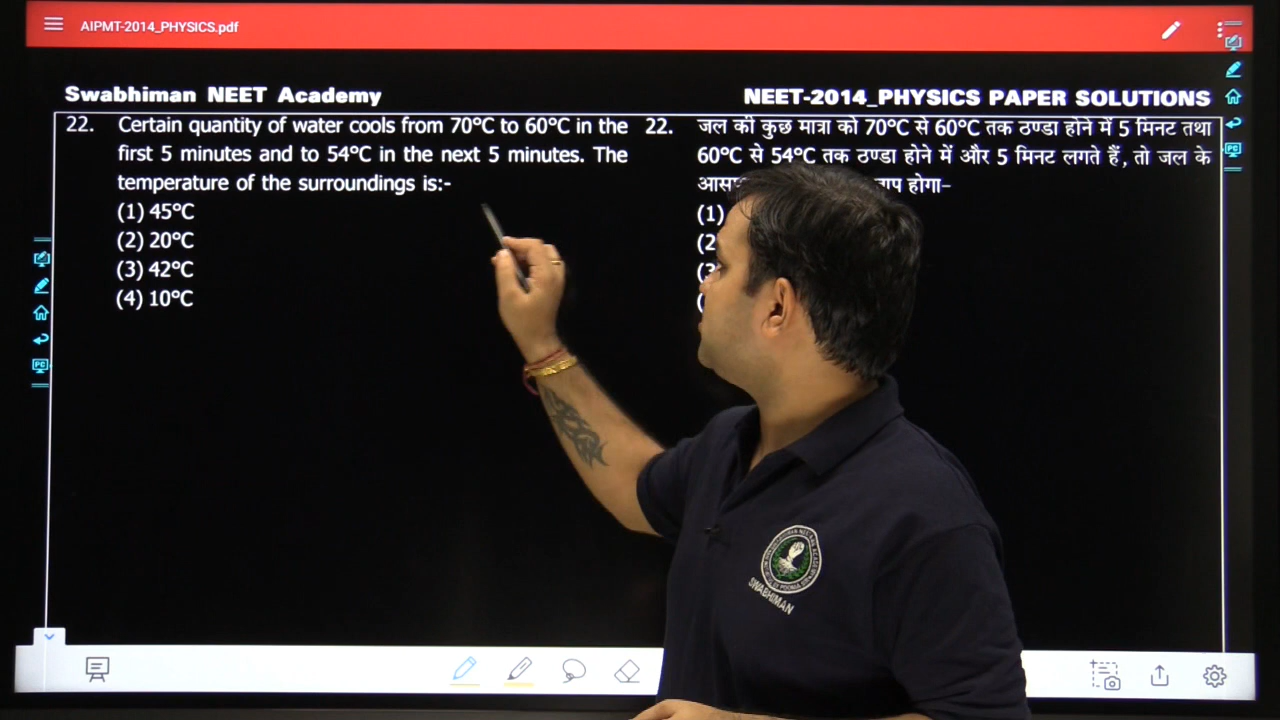 AIPMT-2014_PHYSICS.pdf
Swabhiman NEET Academy
NEET-2014_PHYSICS PAPER SOLUTIONS
22. Certain quantity of water cools from 70°C to 60°C in the
first 5 minutes and to 54°C in the next 5 minutes. The
temperature of the surroundings is:-
(1) 45°C
(2) 20°C
(3) 42°C
(4) 10°C
22. जल की कुछ मात्रा को 70°C से 60°C तक ठण्डा होने में 5 मिनट तथा
60°C से 54°C तक ठण्डा होने में और 5 मिनट लगते हैं, तो जल के
होगा–
(1)
PC
PC
SWABHIMAN